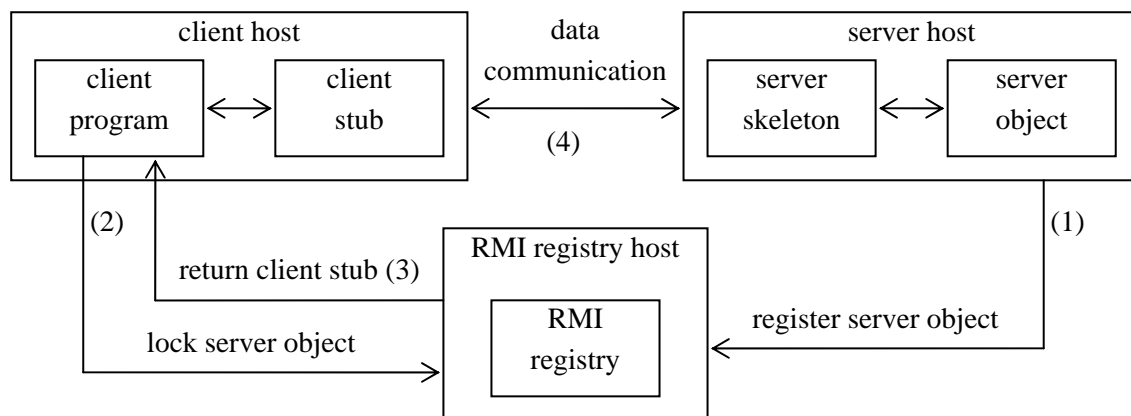 client host
data
communication
server host
client
program
client
stub
server
skeleton
server
object
(4)
(2)
(1)
RMI registry host
return client stub (3)
RMI
registry
register server object
lock server object